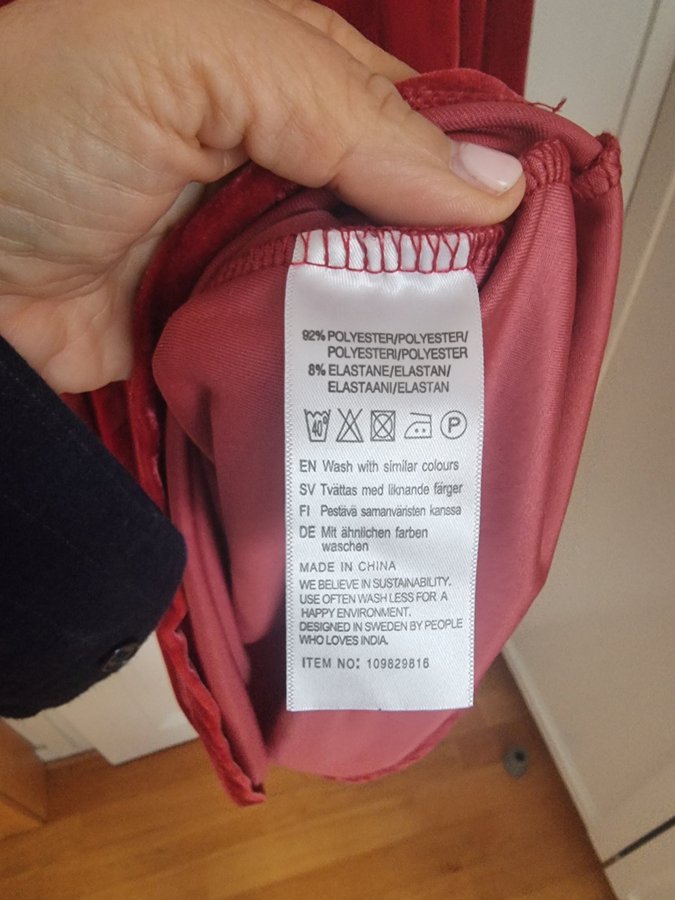 92% POLYESTER/POLYESTER/
POLYESTERI/POLYESTER
8% ELASTANE/ELASTAN/
ELASTAANI/ELASTAN
40° P
EN Wash with similar colours
SV Tvättas med liknande färger
FI Pestävä samanväristen kanssa
DE Mit ähnlichen farben
waschen
MADE IN CHINA
WE BELIEVE IN SUSTAINABILITY.
USE OFTEN WASH LESS FOR A
HAPPY ENVIRONMENT.
DESIGNED IN SWEDEN BY PEOPLE
WHO LOVES INDIA.
ITEM NO: 109829816